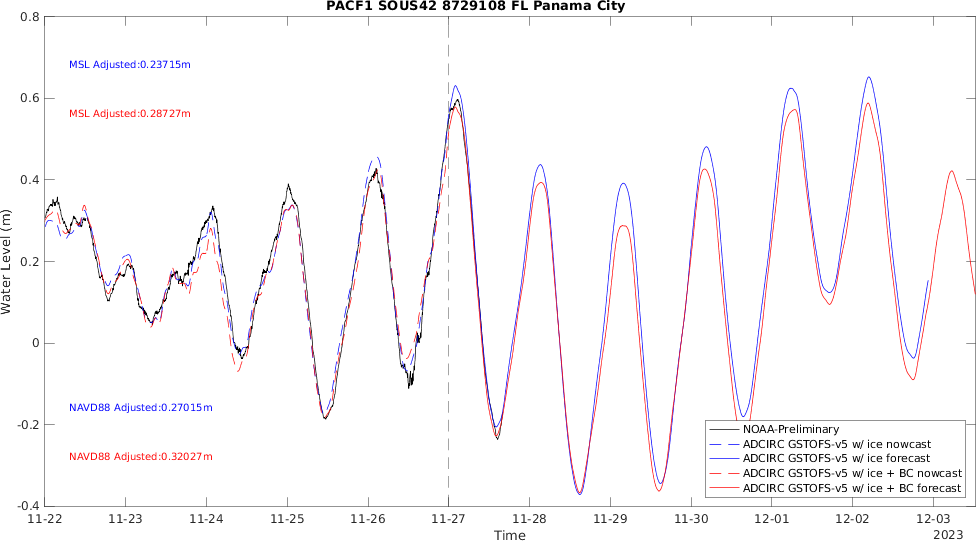 PACF1 SOUS42 8729108 FL Panama City
0.8
0.6
0.4
0.2
0
-0.2
-0.4
Water Level (m)
MSL Adjusted:0.23715m
MSL Adjusted:0.28727m
NAVD88 Adjusted:0.27015m
NAVD88 Adjusted:0.32027m
NOAA-Preliminary
ADCIRC GSTOFS-v5 w/ ice nowcast
ADCIRC GSTOFS-v5 w/ ice forecast
ADCIRC GSTOFS-v5 w/ ice + BC nowcast
ADCIRC GSTOFS-v5 w/ ice + BC forecast
11-22 11-23 11-24 11-25 11-26 11-27 11-28 11-29 11-30 12-01 12-02 12-03
Time
2023